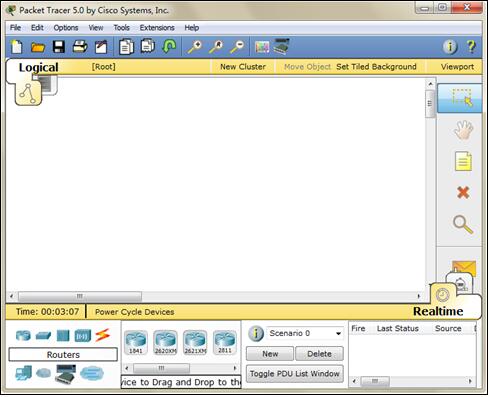 Packet Tracer 5.0 by Cisco Systems, Inc.
File Edit Options View Tools Extensions Help
Logical [Root] New Cluster Move Object Set Tiled Background Viewport
Time: 00:03:07 Power Cycle Devices Realtime
Routers
1841 2620XM 2621XM 2811
vice to Drag and Drop to the
Scenario 0
New Delete
Toggle PDU List Window
Fire Last Status Source